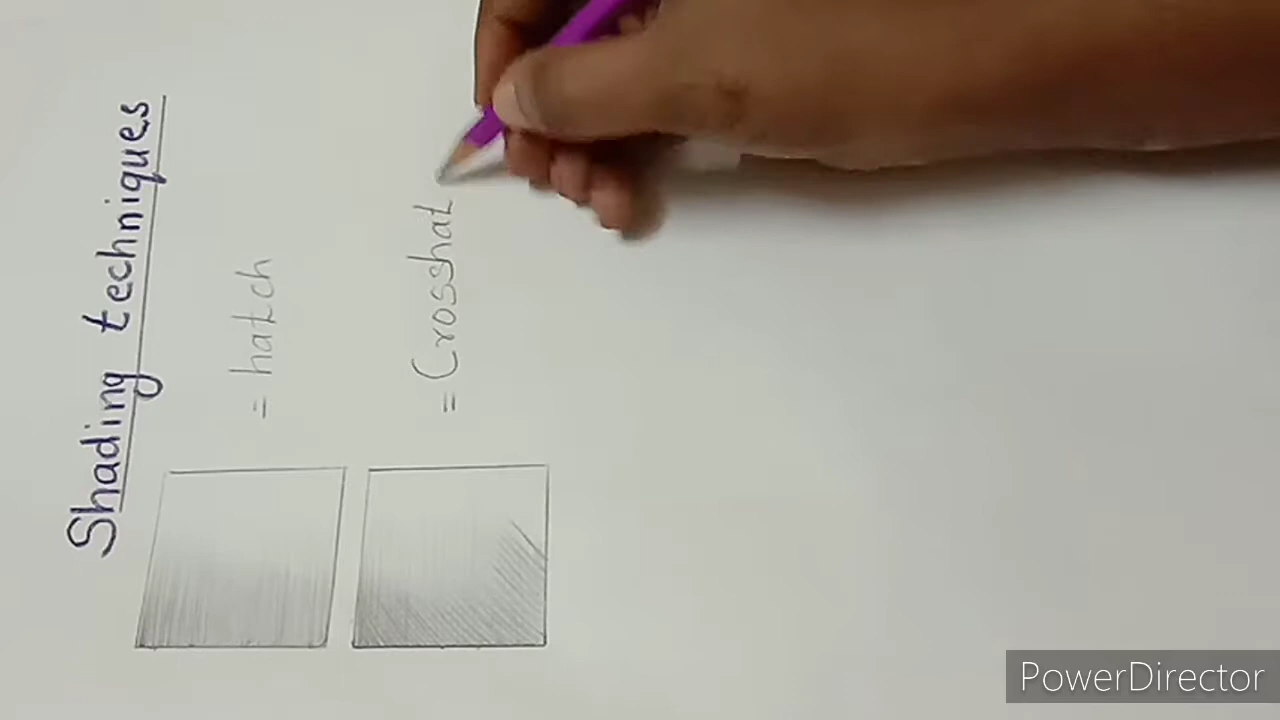 Shading techniques
= hatch
= Crosshat
PowerDirector